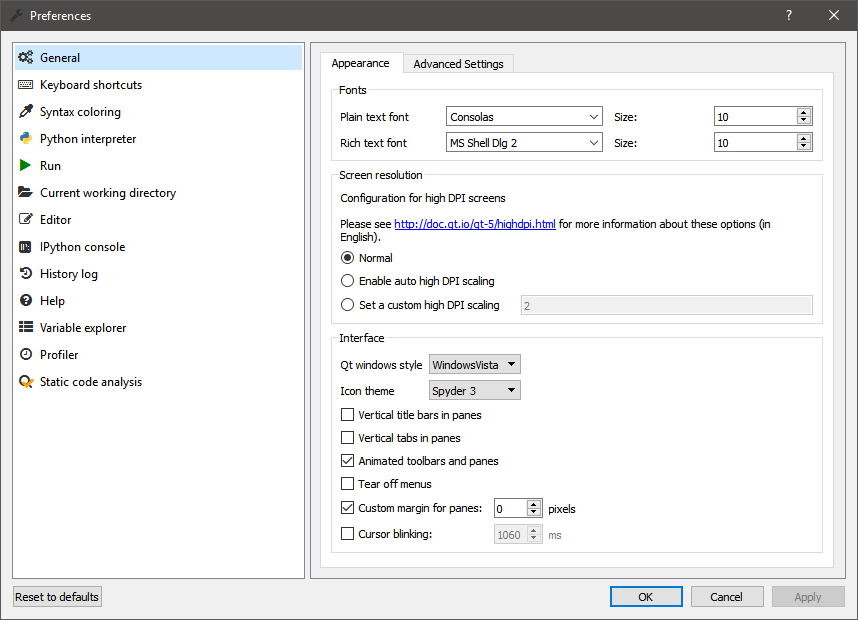 Preferences
?
General
Keyboard shortcuts
Syntax coloring
Python interpreter
Run
Current working directory
Editor
IPython console
History log
Help
Variable explorer
Profiler
Static code analysis
Appearance
Advanced Settings
Fonts
Plain text font Consolas Size: 10
Rich text font MS Shell Dlg 2 Size: 10
Screen resolution
Configuration for high DPI screens
Please see http://doc.qt.io/qt-5/highdpi.html for more information about these options (in
English).
Normal
Enable auto high DPI scaling
Set a custom high DPI scaling 2
Interface
Qt windows style WindowsVista
Icon theme Spyder 3
Vertical title bars in panes
Vertical tabs in panes
Animated toolbars and panes
Tear off menus
Custom margin for panes: 0 pixels
Cursor blinking: 1060 ms
Reset to defaults
OK
Cancel
Apply